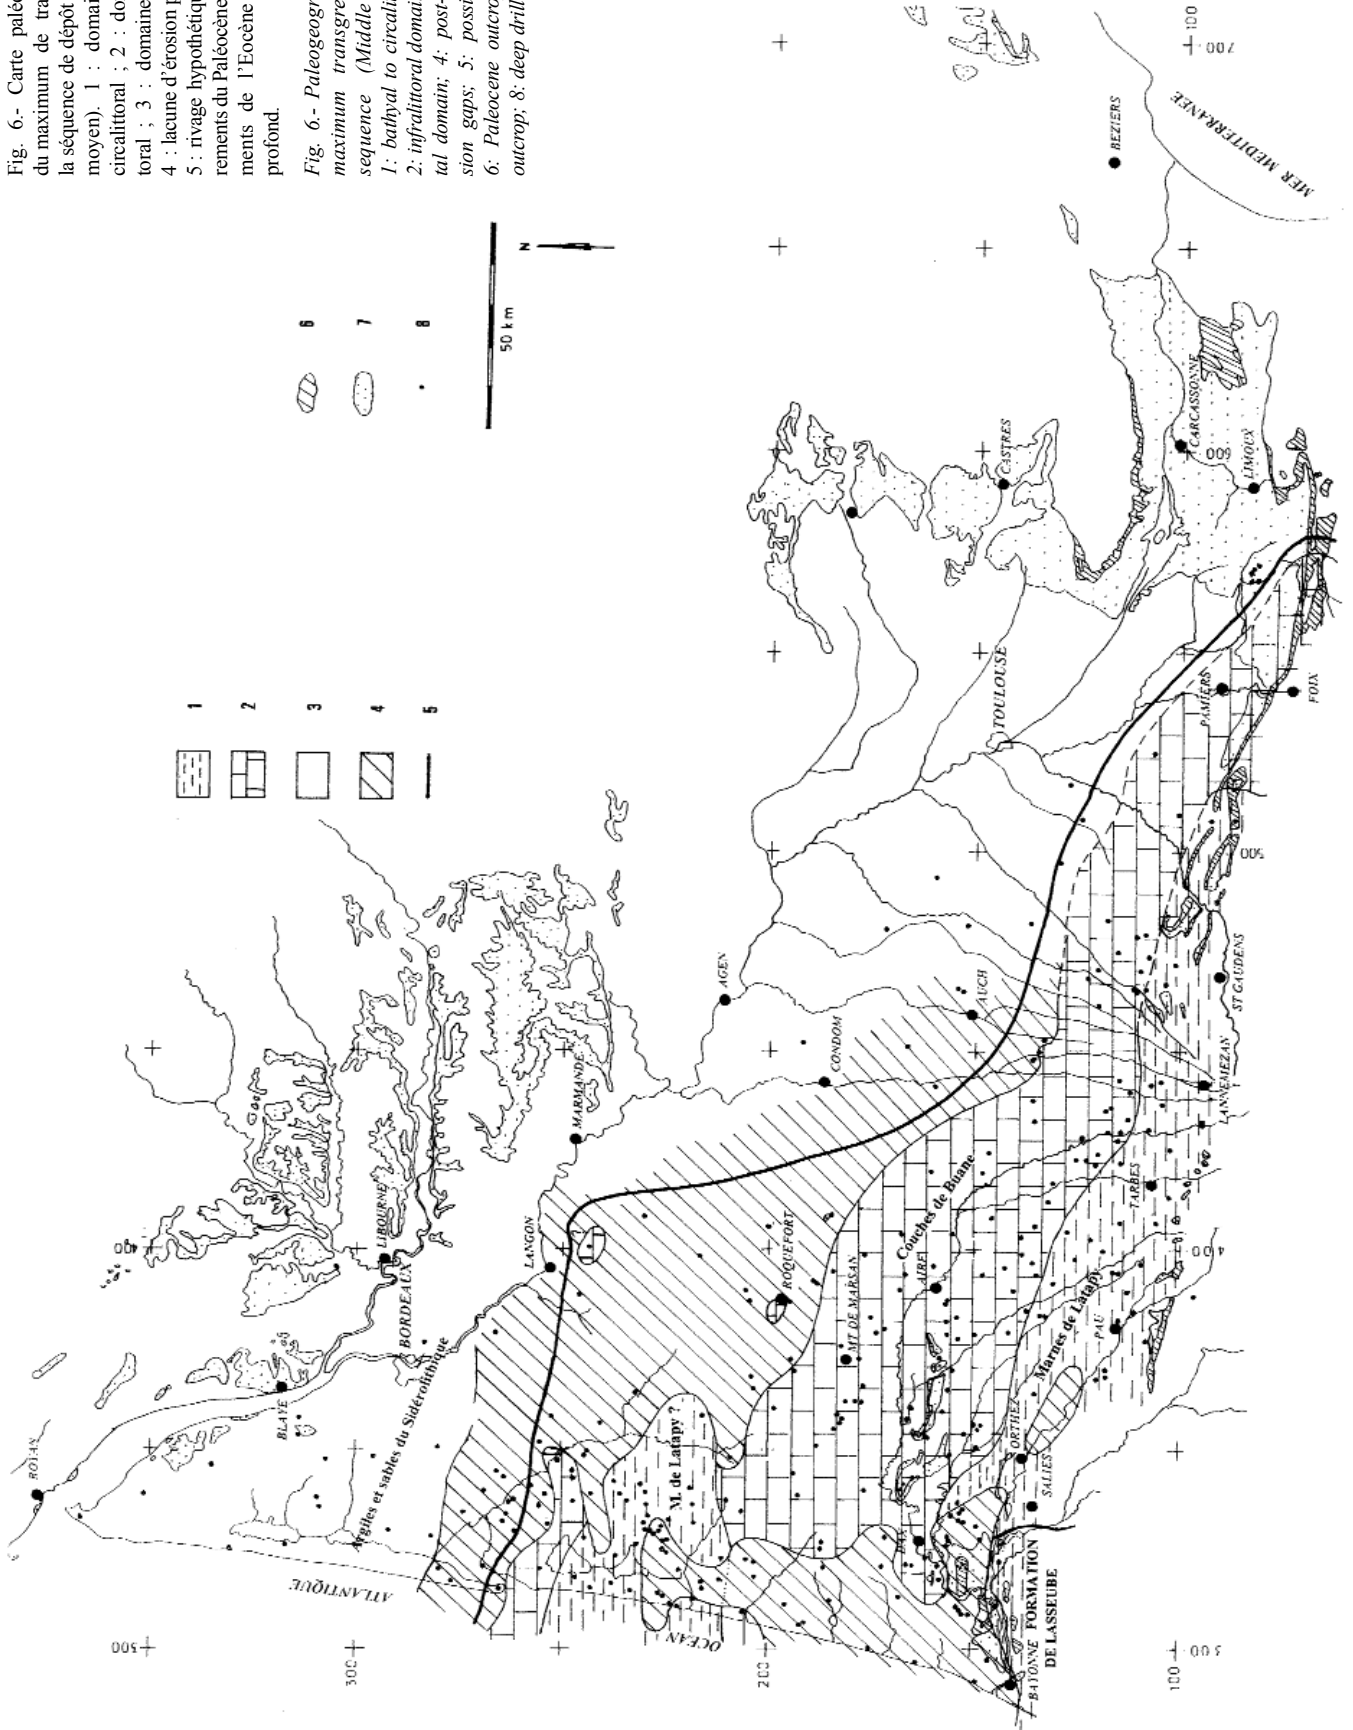 Fig. 6.- Carte paléo
du maximum de tra
la séquence de dépôt
moyen). 1 : domai
circalittoral ; 2 : do
toral ; 3 : domaine
4 : lacune d'érosion p
5 : rivage hypothétiq
rements du Paléocène
ments de l'Eocène
profond.
Fig. 6.- Paleogeogr
maximum transgre
sequence (Middle
1: bathyal to circali
2: infralittoral domai
tal domain; 4: post-
sion gaps; 5: possi
6: Paleocene outcro
outcrop; 8: deep drill
1
2
3
4
5
6
7
8
50 km
N
ROYAN
BLAYE
LIBOURNE
BORDEAUX
LANGON
MARMANDE
AGEN
CONDOM
AUCH
TOULOUSE
CASTRES
BEZIERS
MER MEDITERRANEE
CARCASSONNE
LIMOUX
PAMIERS
FOIX
ST GAUDENS
TARBES
PAU
ORTHEZ
SALIES
AIRE
MT DE MARSAN
ROQUEFORT
BAYONNE
FORMATION
DE LASSEUBE
Argiles et sables du Sidérolithique
M. de Latapy ?
Couches de Buane
Marnes de Latapy
OCEAN
ATLANTIQUE
300
200
100
400
500
600
700
100